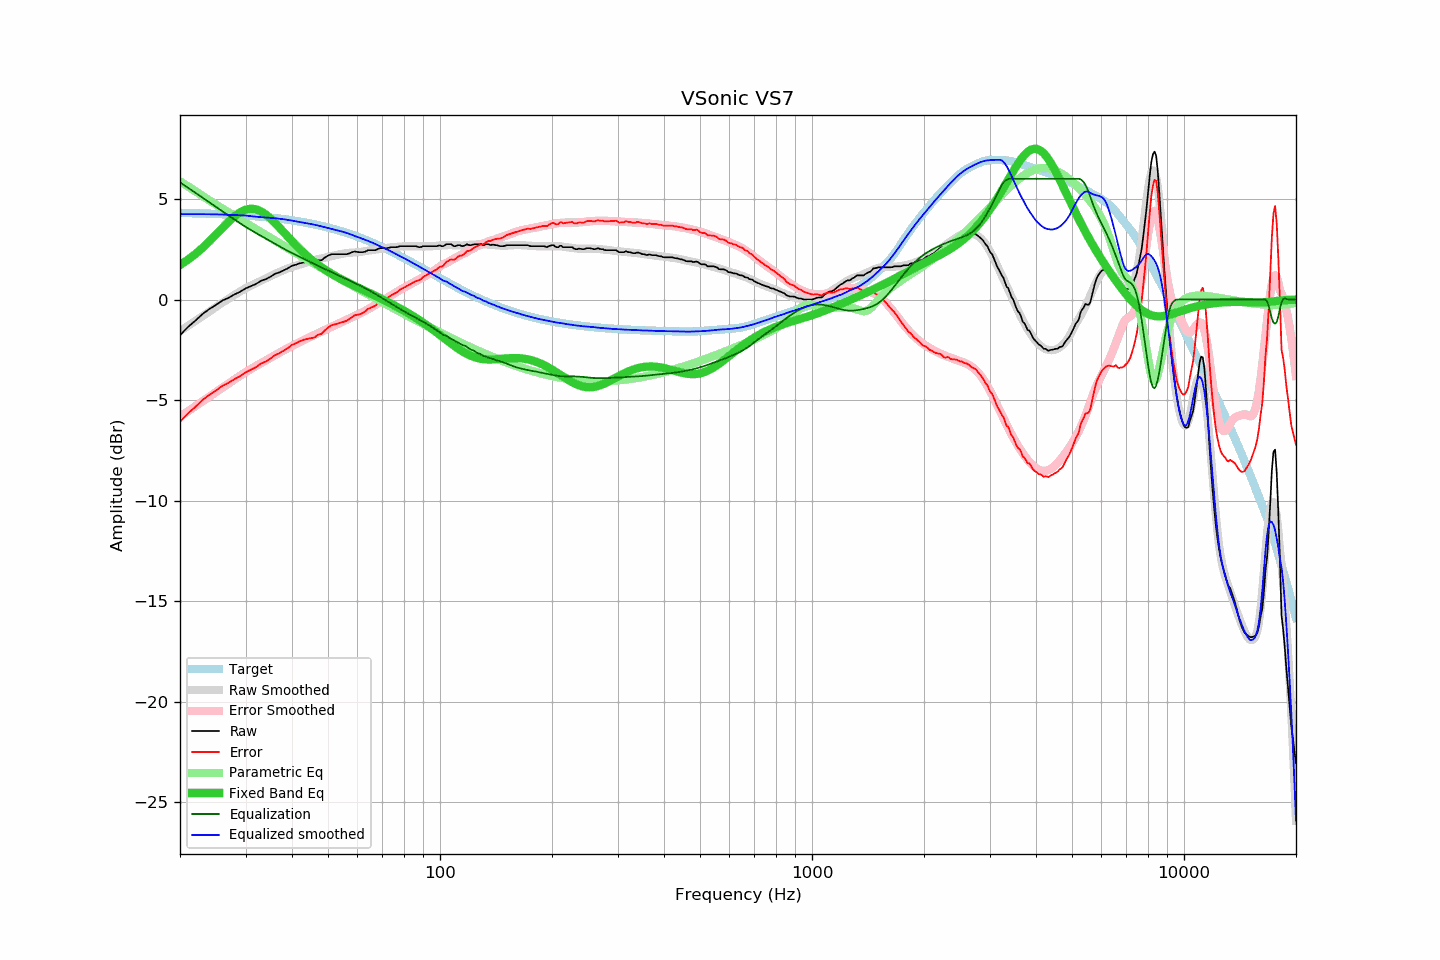 VSonic VS7
5
0
−5
−10
−15
−20
−25
Amplitude (dBr)
100
1000
10000
Frequency (Hz)
Target
Raw Smoothed
Error Smoothed
Raw
Error
Parametric Eq
Fixed Band Eq
Equalization
Equalized smoothed